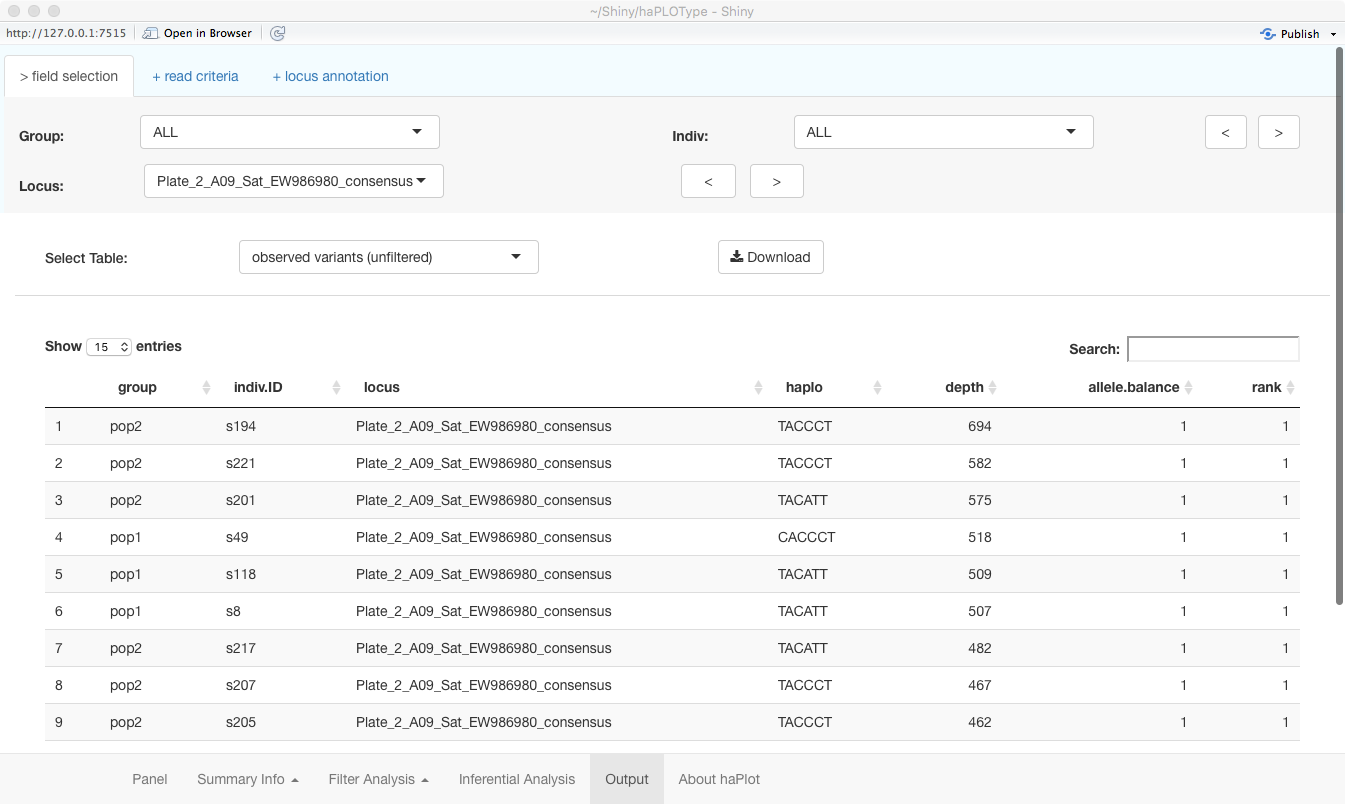 ~/Shiny/haPLOType - Shiny
http://127.0.0.1:7515 Open in Browser Publish
> field selection + read criteria + locus annotation
Group: ALL Indiv: ALL < >
Locus: Plate_2_A09_Sat_EW986980_consensus < >
Select Table: observed variants (unfiltered) Download
Show 15 entries Search:
group indiv.ID locus haplo depth allele.balance rank
1 pop2 s194 Plate_2_A09_Sat_EW986980_consensus TACCCT 694 1 1
2 pop2 s221 Plate_2_A09_Sat_EW986980_consensus TACCCT 582 1 1
3 pop2 s201 Plate_2_A09_Sat_EW986980_consensus TACATT 575 1 1
4 pop1 s49 Plate_2_A09_Sat_EW986980_consensus CACCCT 518 1 1
5 pop1 s118 Plate_2_A09_Sat_EW986980_consensus TACATT 509 1 1
6 pop1 s8 Plate_2_A09_Sat_EW986980_consensus TACATT 507 1 1
7 pop2 s217 Plate_2_A09_Sat_EW986980_consensus TACATT 482 1 1
8 pop2 s207 Plate_2_A09_Sat_EW986980_consensus TACCCT 467 1 1
9 pop2 s205 Plate_2_A09_Sat_EW986980_consensus TACCCT 462 1 1
Panel Summary Info Filter Analysis Inferential Analysis Output About haPlot